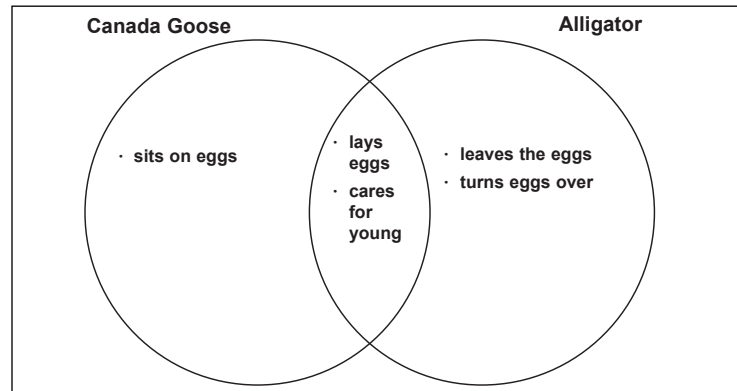 Canada Goose
Alligator
· sits on eggs
· lays
eggs
· cares
for
young
· leaves the eggs
· turns eggs over